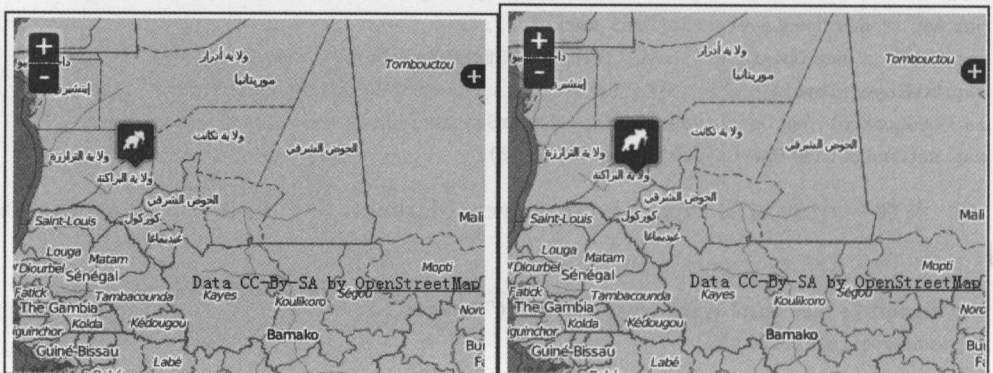 +
-
ولاية أدرار
موريتانيا
Tombouctou
+
إينشيري
ولاية تكانت
ولاية الترارزة
الحوض الشرقي
ولاية البراكنة
الحوض الشرقي
Saint-Louis
كوركول
Mali
غيديماغا
Louga
Matam
Diourbel
Sénégal
Mopti
Data CC-By-SA by OpenStreetMap
Fatick
Tambacounda
Kayes
Ségou
Koulikoro
The Gambia
Kolda
Kédougou
Bamako
Guiné-Bissau
Labé
+
-
ولاية أدرار
موريتانيا
Tombouctou
+
إينشيري
ولاية تكانت
ولاية الترارزة
الحوض الشرقي
ولاية البراكنة
الحوض الشرقي
Saint-Louis
كوركول
Mali
غيديماغا
Louga
Matam
Diourbel
Sénégal
Mopti
Data CC-By-SA by OpenStreetMap
Fatick
Tambacounda
Kayes
Ségou
Koulikoro
The Gambia
Kolda
Kédougou
Bamako
Guiné-Bissau
Labé